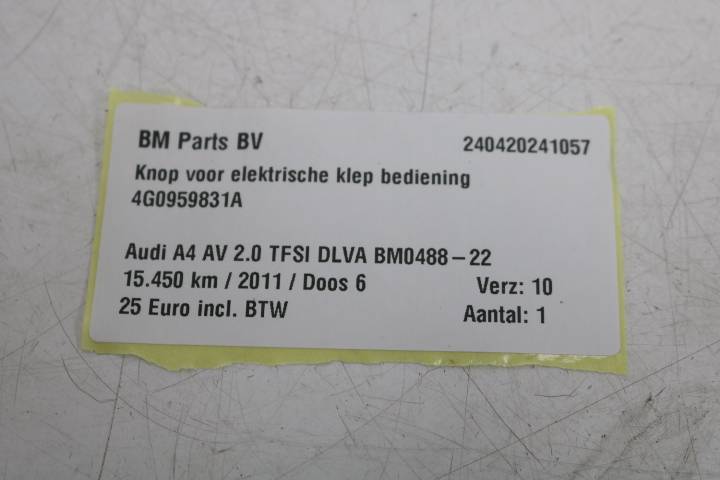 BM Parts BV 240420241057
Knop voor elektrische klep bediening
4G0959831A
Audi A4 AV 2.0 TFSI DLVA BM0488-22
15.450 km / 2011 / Doos 6 Verz: 10
25 Euro incl. BTW Aantal: 1